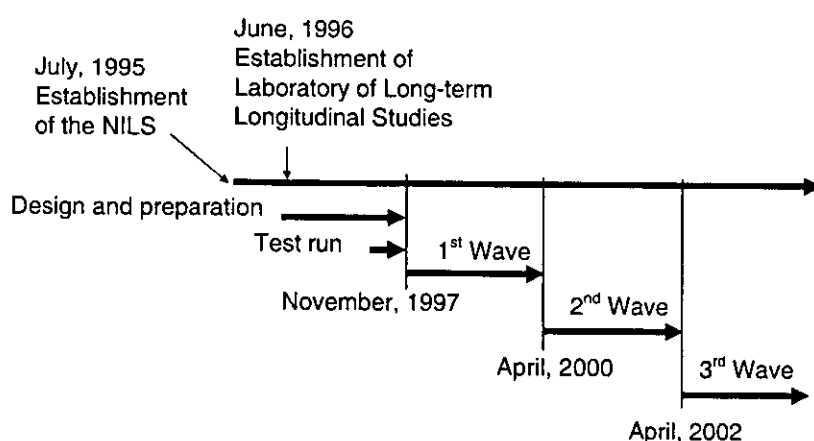 June, 1996
Establishment of
Laboratory of Long-term
Longitudinal Studies
July, 1995
Establishment
of the NILS
Design and preparation
Test run
1st Wave
November, 1997
2nd Wave
April, 2000
3rd Wave
April, 2002